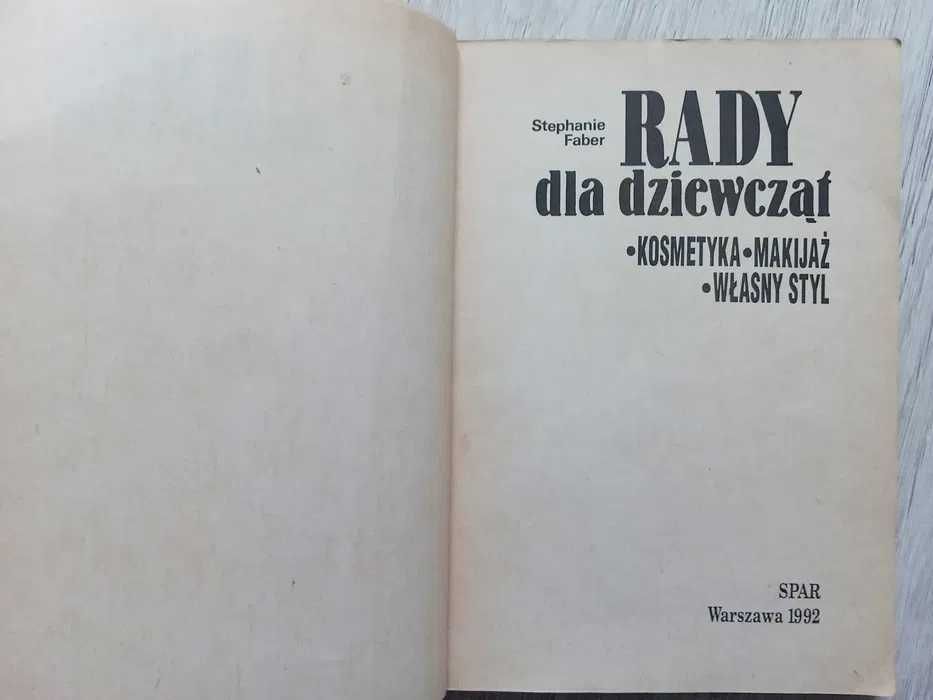 Stephanie
Faber
RADY
dla dziewcząt
•KOSMETYKA•MAKIJAŻ
•WŁASNY STYL
SPAR
Warszawa 1992